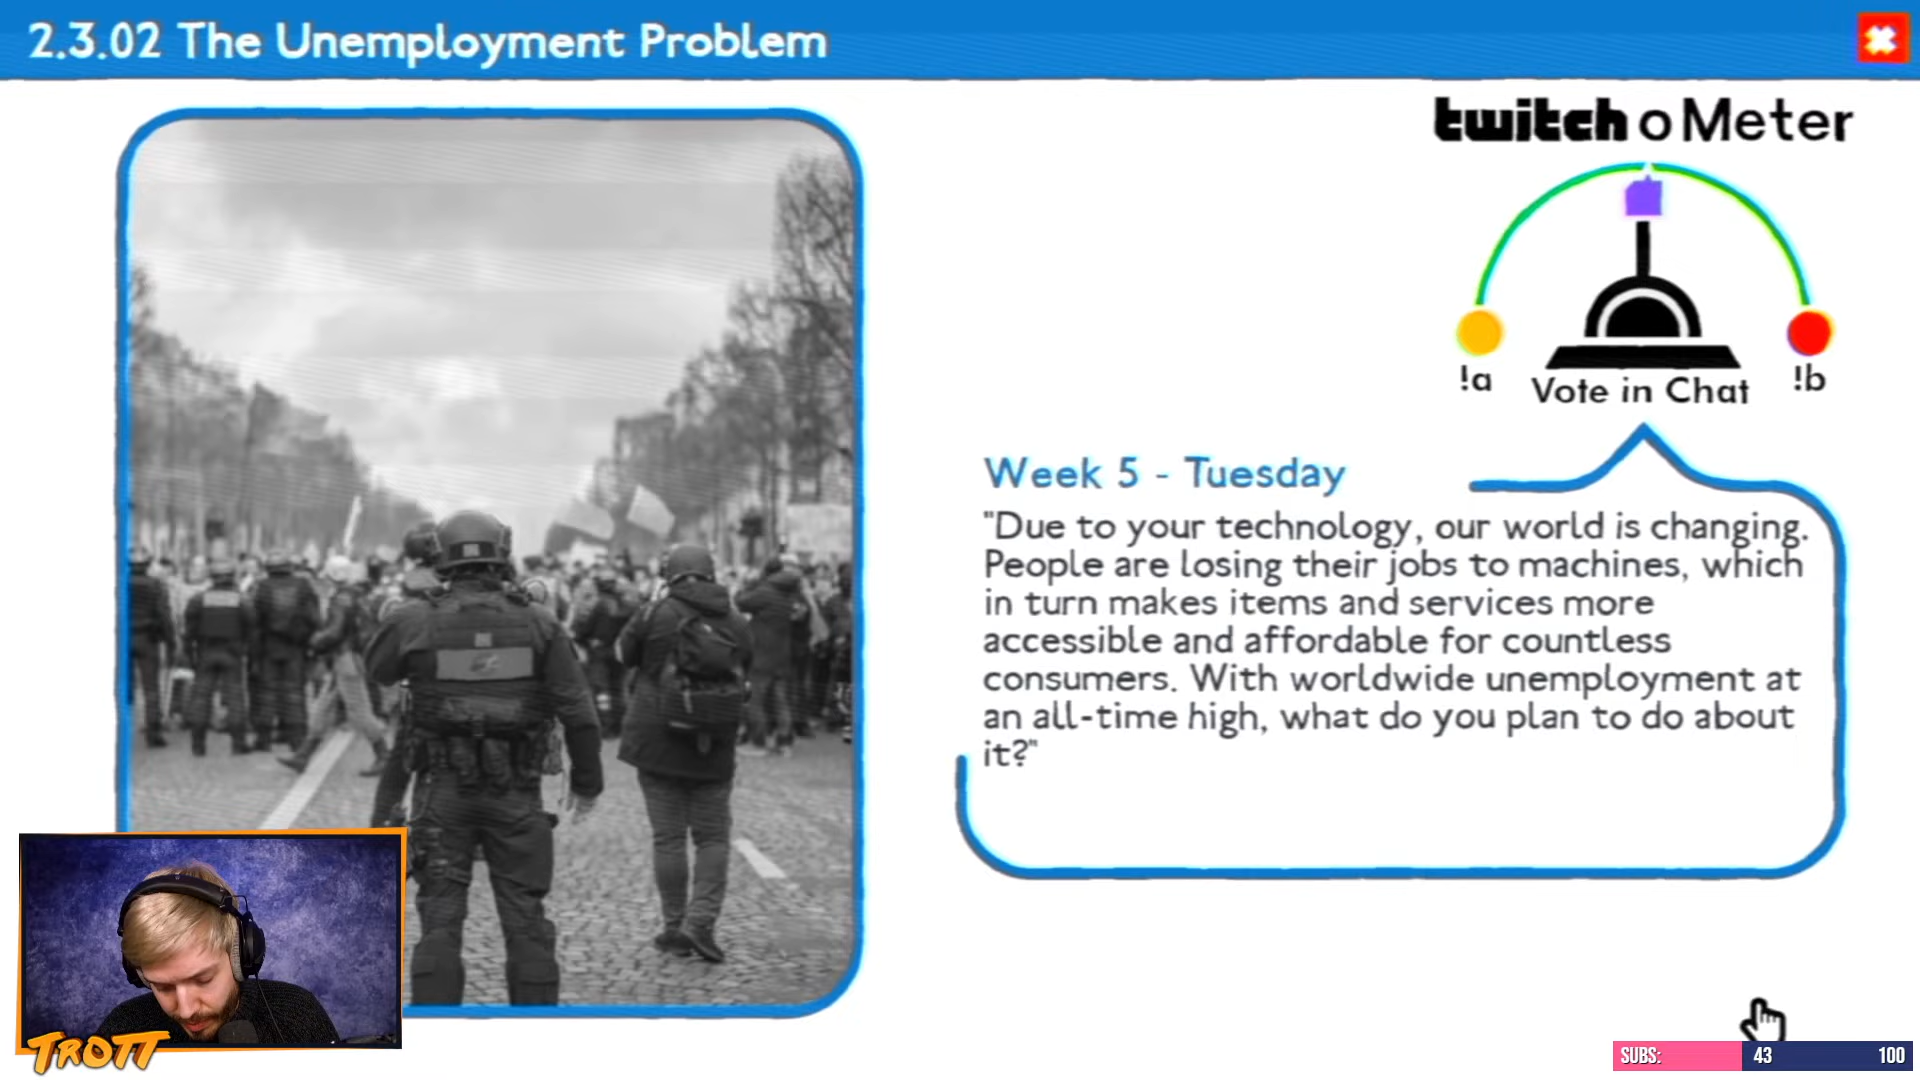 2.3.02 The Unemployment Problem
twitch o Meter
!a
Vote in Chat
!b
Week 5 - Tuesday
"Due to your technology, our world is changing.
People are losing their jobs to machines, which
in turn makes items and services more
accessible and affordable for countless
consumers. With worldwide unemployment at
an all-time high, what do you plan to do about
it?"
TROTT
SUBS: 43 100